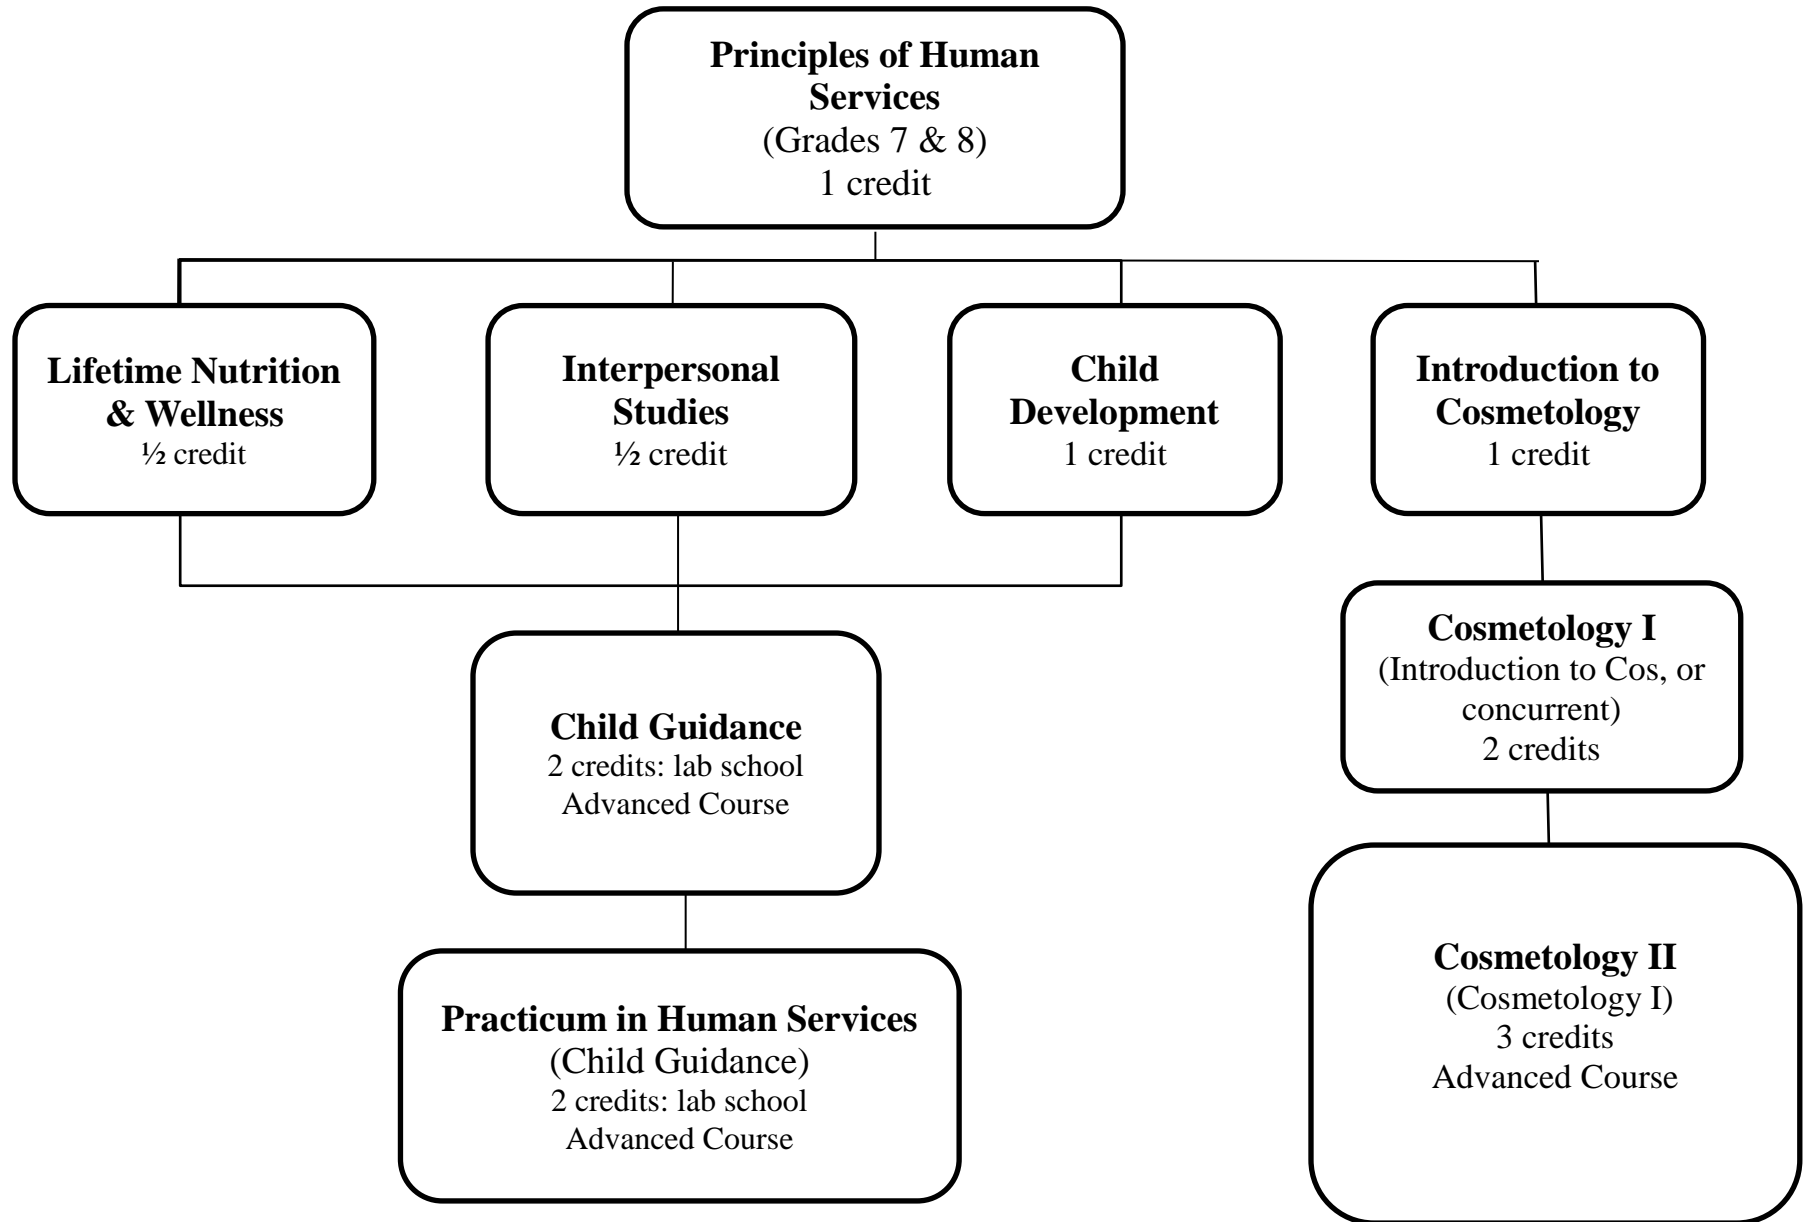 Principles of Human
Services
(Grades 7 & 8)
1 credit
Lifetime Nutrition
& Wellness
½ credit
Interpersonal
Studies
½ credit
Child
Development
1 credit
Introduction to
Cosmetology
1 credit
Cosmetology I
(Introduction to Cos, or
concurrent)
2 credits
Child Guidance
2 credits: lab school
Advanced Course
Cosmetology II
(Cosmetology I)
3 credits
Advanced Course
Practicum in Human Services
(Child Guidance)
2 credits: lab school
Advanced Course